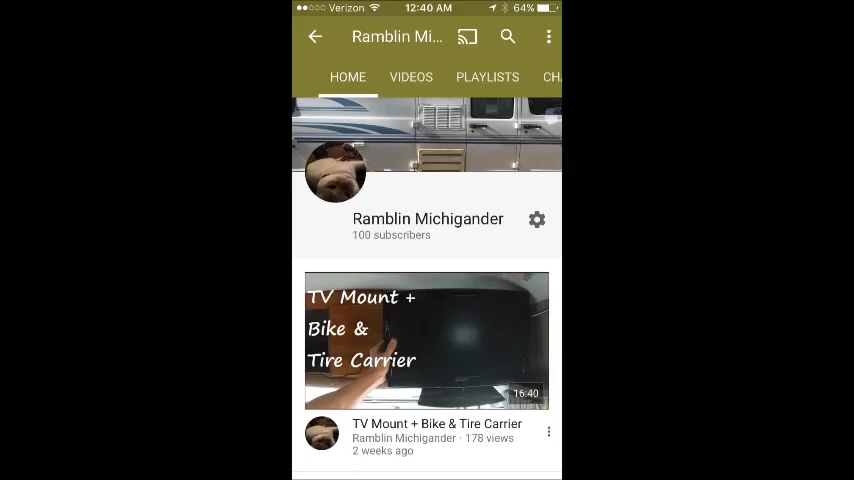 Verizon 12:40 AM 64%
Ramblin Mi...
HOME VIDEOS PLAYLISTS CH
Ramblin Michigander
100 subscribers
TV Mount +
Bike &
Tire Carrier
16:40
TV Mount + Bike & Tire Carrier
Ramblin Michigander · 178 views
2 weeks ago